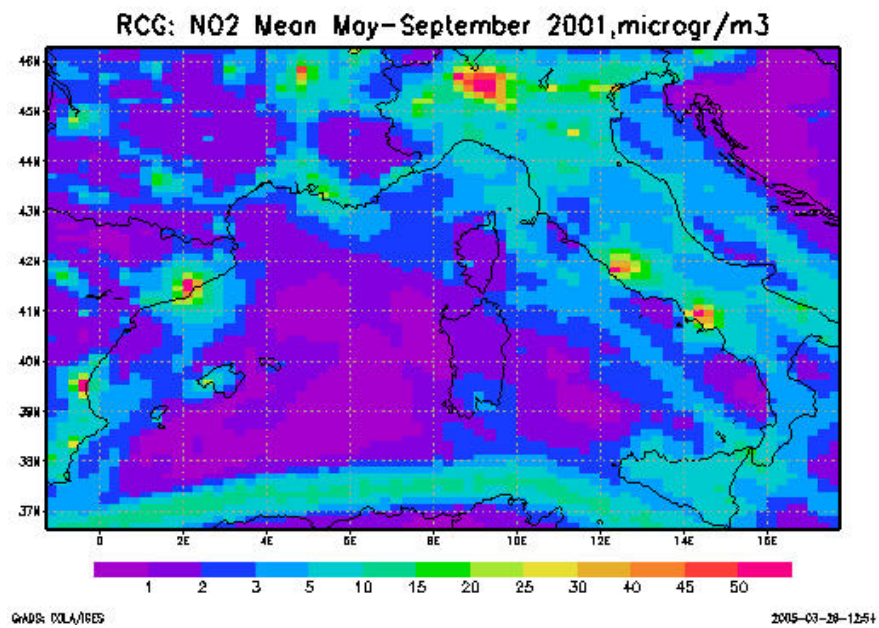 RCG: NO2 Mean May-September 2001,microgr/m3
46N
45N
44N
43N
42N
41N
40N
39N
38N
37N
0 2E 4E 6E 8E 10E 12E 14E 16E
1 2 3 5 10 15 20 25 30 40 45 50
GrADS: COLA/IGES 2005-03-28-12:54